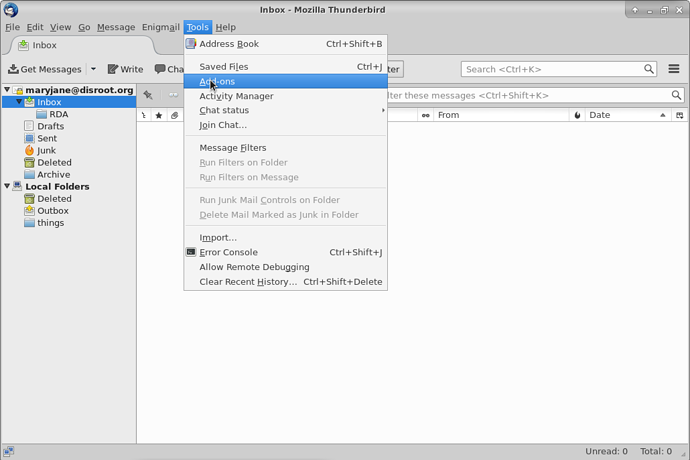 Inbox - Mozilla Thunderbird
File Edit View Go Message Enigmail Tools Help
Inbox
Get Messages Write Cha
ter
Search <Ctrl+K>
maryjane@disroot.org
Inbox
RDA
Drafts
Sent
Junk
Deleted
Archive
Local Folders
Deleted
Outbox
things
Address Book Ctrl+Shift+B
Saved Files Ctrl+J
Add-ons
Activity Manager
Chat status
Join Chat...
Message Filters
Run Filters on Folder
Run Filters on Message
Run Junk Mail Controls on Folder
Delete Mail Marked as Junk in Folder
Import...
Error Console Ctrl+Shift+J
Allow Remote Debugging
Clear Recent History... Ctrl+Shift+Delete
lter these messages <Ctrl+Shift+K>
From Date
Unread: 0 Total: 0